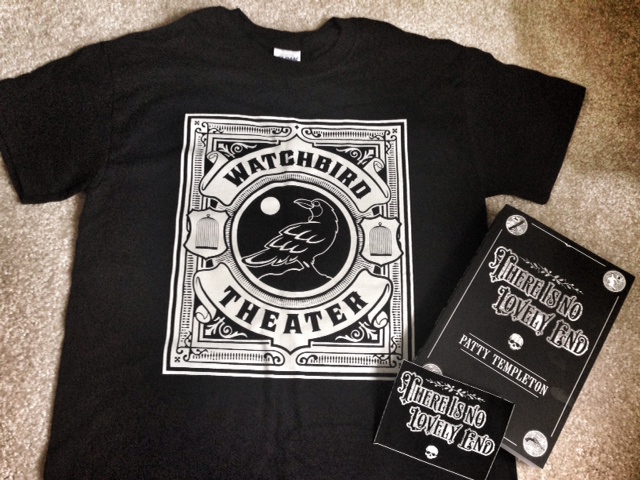 WATCHBIRD
THEATER
THERE IS NO
LOVELY END
PATTY TEMPLETON
THERE IS NO
LOVELY END